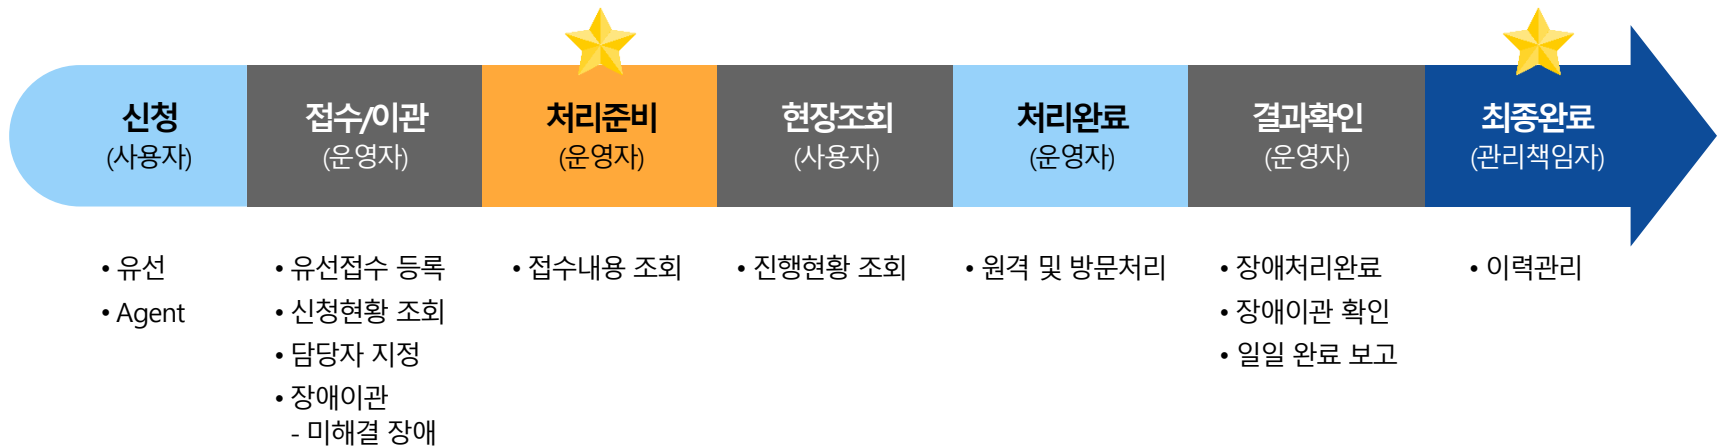 신청
(사용자)
접수/이관
(운영자)
처리준비
(운영자)
현장조회
(사용자)
처리완료
(운영자)
결과확인
(운영자)
최종완료
(관리책임자)
• 유선
• Agent
• 유선접수 등록
• 신청현황 조회
• 담당자 지정
• 장애이관
- 미해결 장애
• 접수내용 조회
• 진행현황 조회
• 원격 및 방문처리
• 장애처리완료
• 장애이관 확인
• 일일 완료 보고
• 이력관리